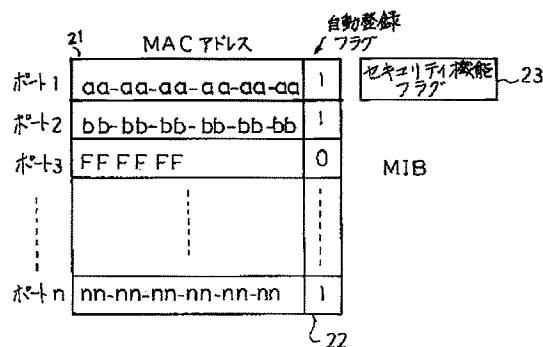 21
MACアドレス
自動登録
フラグ
ポート1 aa-aa-aa-aa-aa-aa 1
セキュリティ機能
フラグ
23
ポート2 bb-bb-bb-bb-bb-bb 1
ポート3 FFFFFF 0
MIB
ポートn nn-nn-nn-nn-nn-nn 1
22